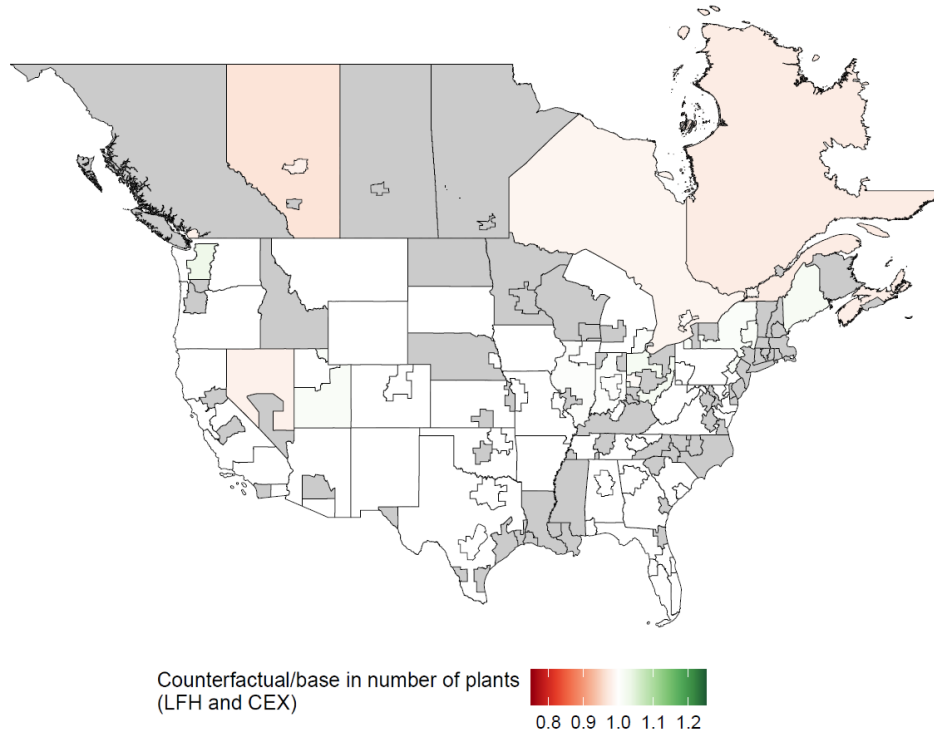 Counterfactual/base in number of plants
(LFH and CEX)
0.8 0.9 1.0 1.1 1.2